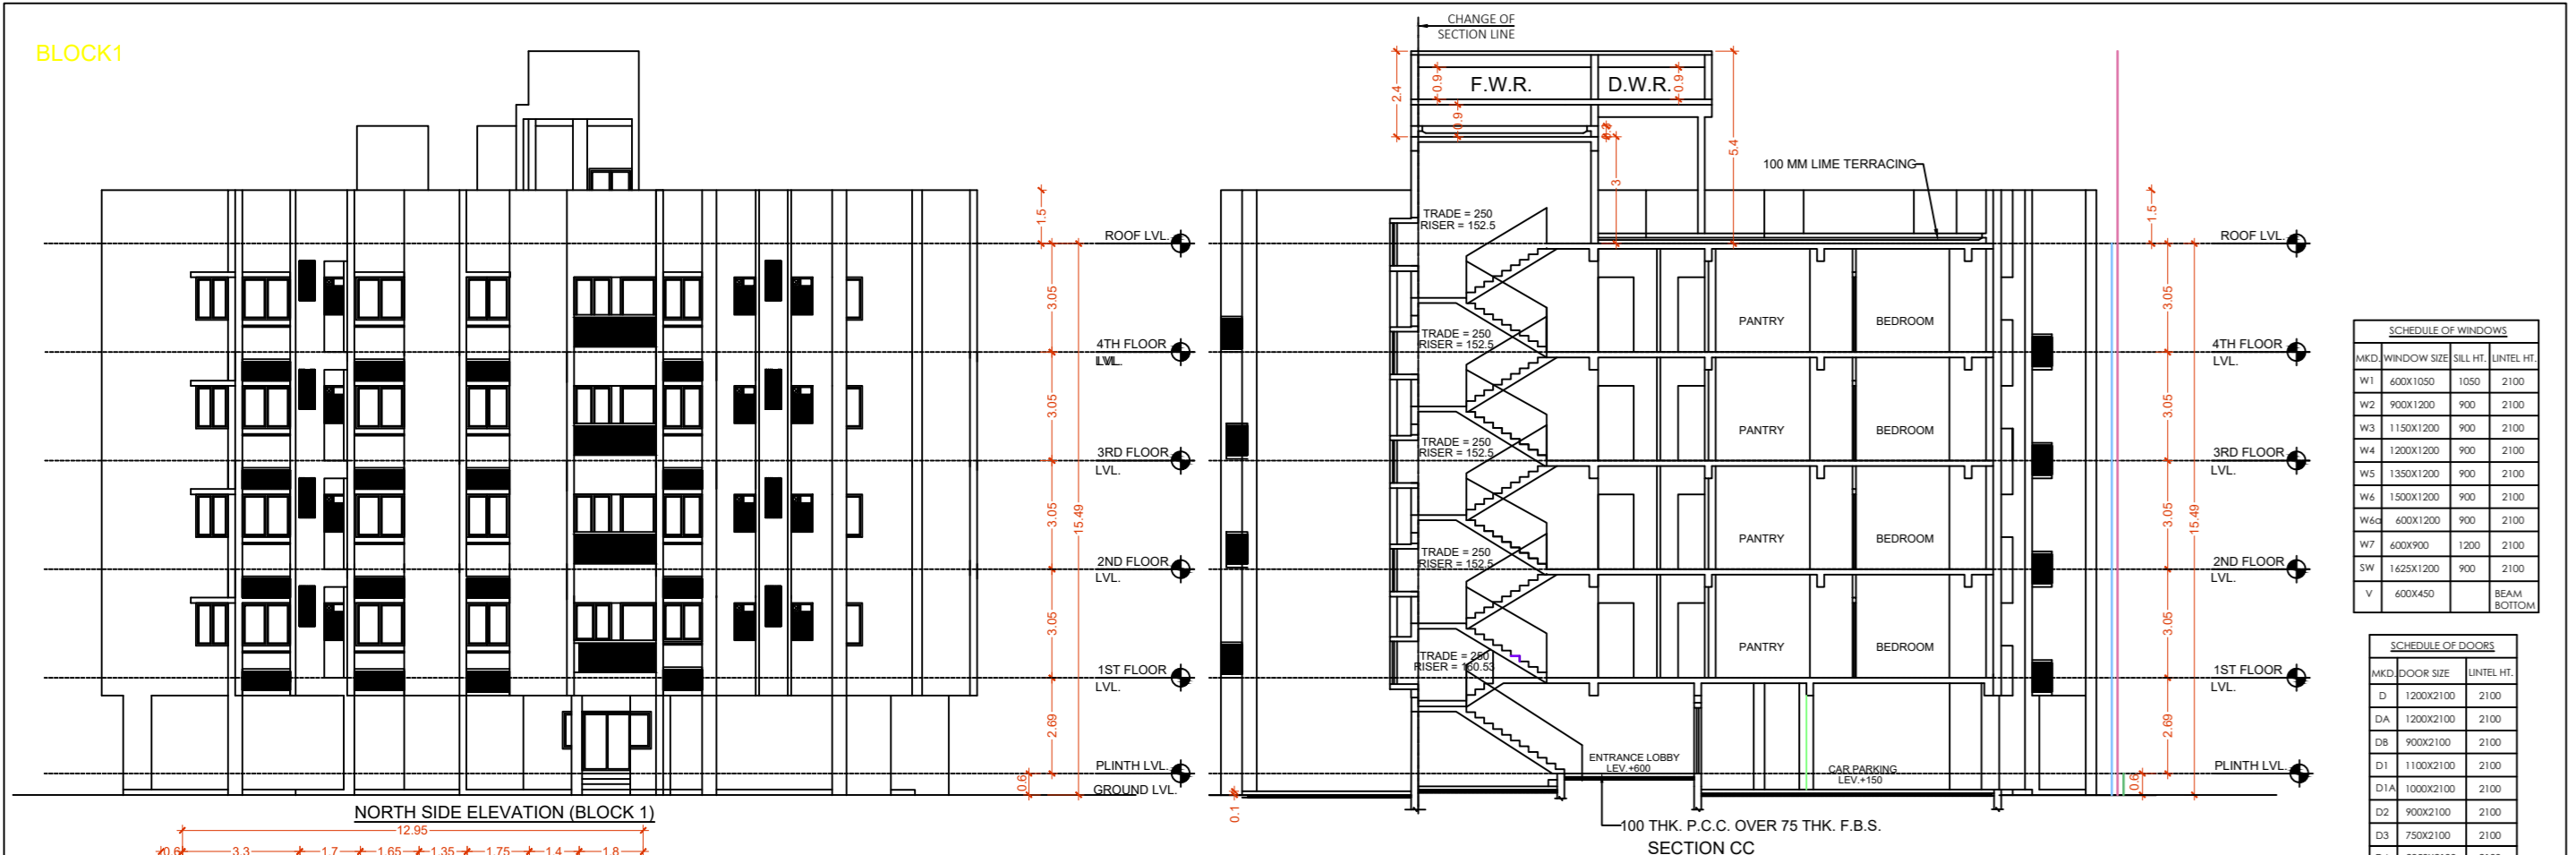 BLOCK1
CHANGE OF
SECTION LINE
F.W.R.
D.W.R.
2.4
0.9
0.9
0.9
5.4
3
100 MM LIME TERRACING
1.5
ROOF LVL.
3.05
4TH FLOOR
LVL.
3.05
3RD FLOOR
LVL.
3.05
15.49
2ND FLOOR
LVL.
3.05
1ST FLOOR
LVL.
2.69
PLINTH LVL.
0.6
GROUND LVL.
0.1
NORTH SIDE ELEVATION (BLOCK 1)
12.95
0.6 3.3 1.7 1.65 1.35 1.75 1.4 1.8
TRADE = 250
RISER = 152.5
TRADE = 250
RISER = 152.5
PANTRY BEDROOM
TRADE = 250
RISER = 152.5
PANTRY BEDROOM
TRADE = 250
RISER = 152.5
PANTRY BEDROOM
TRADE = 250
RISER = 160.53
PANTRY BEDROOM
ENTRANCE LOBBY
LEV.+600
CAR PARKING
LEV.+150
100 THK. P.C.C. OVER 75 THK. F.B.S.
SECTION CC
1.5
ROOF LVL.
3.05
4TH FLOOR
LVL.
3.05
3RD FLOOR
LVL.
3.05
15.49
2ND FLOOR
LVL.
3.05
1ST FLOOR
LVL.
2.69
PLINTH LVL.
0.6
SCHEDULE OF WINDOWS
MKD. WINDOW SIZE SILL HT. LINTEL HT.
W1 600X1050 1050 2100
W2 900X1200 900 2100
W3 1150X1200 900 2100
W4 1200X1200 900 2100
W5 1350X1200 900 2100
W6 1500X1200 900 2100
W6a 600X1200 900 2100
W7 600X900 1200 2100
SW 1625X1200 900 2100
V 600X450 BEAM
BOTTOM
SCHEDULE OF DOORS
MKD. DOOR SIZE LINTEL HT.
D 1200X2100 2100
DA 1200X2100 2100
DB 900X2100 2100
D1 1100X2100 2100
D1A 1000X2100 2100
D2 900X2100 2100
D3 750X2100 2100